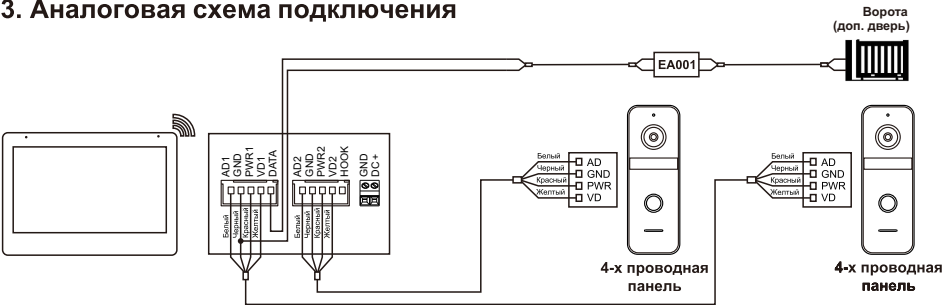 3. Аналоговая схема подключения
Ворота
(доп. дверь)
EA001
AD1
GND
PWR1
VD1
DATA
AD2
GND
PWR2
VD2
HOOK
GND
DC+
Белый
Черный
Красный
Желтый
Белый
Черный
Красный
Желтый
Белый
Черный
Красный
Желтый
AD
GND
PWR
VD
Белый
Черный
Красный
Желтый
AD
GND
PWR
VD
4-х проводная
панель
4-х проводная
панель